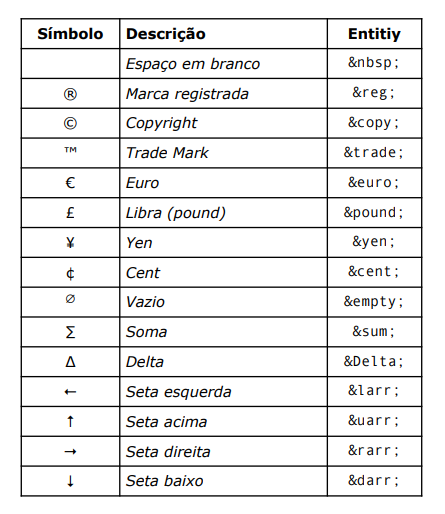 Símbolo Descrição Entitiy
Espaço em branco &nbsp;
® Marca registrada &reg;
© Copyright &copy;
™ Trade Mark &trade;
€ Euro &euro;
£ Libra (pound) &pound;
¥ Yen &yen;
¢ Cent &cent;
∅ Vazio &empty;
∑ Soma &sum;
Δ Delta &Delta;
← Seta esquerda &larr;
↑ Seta acima &uarr;
→ Seta direita &rarr;
↓ Seta baixo &darr;